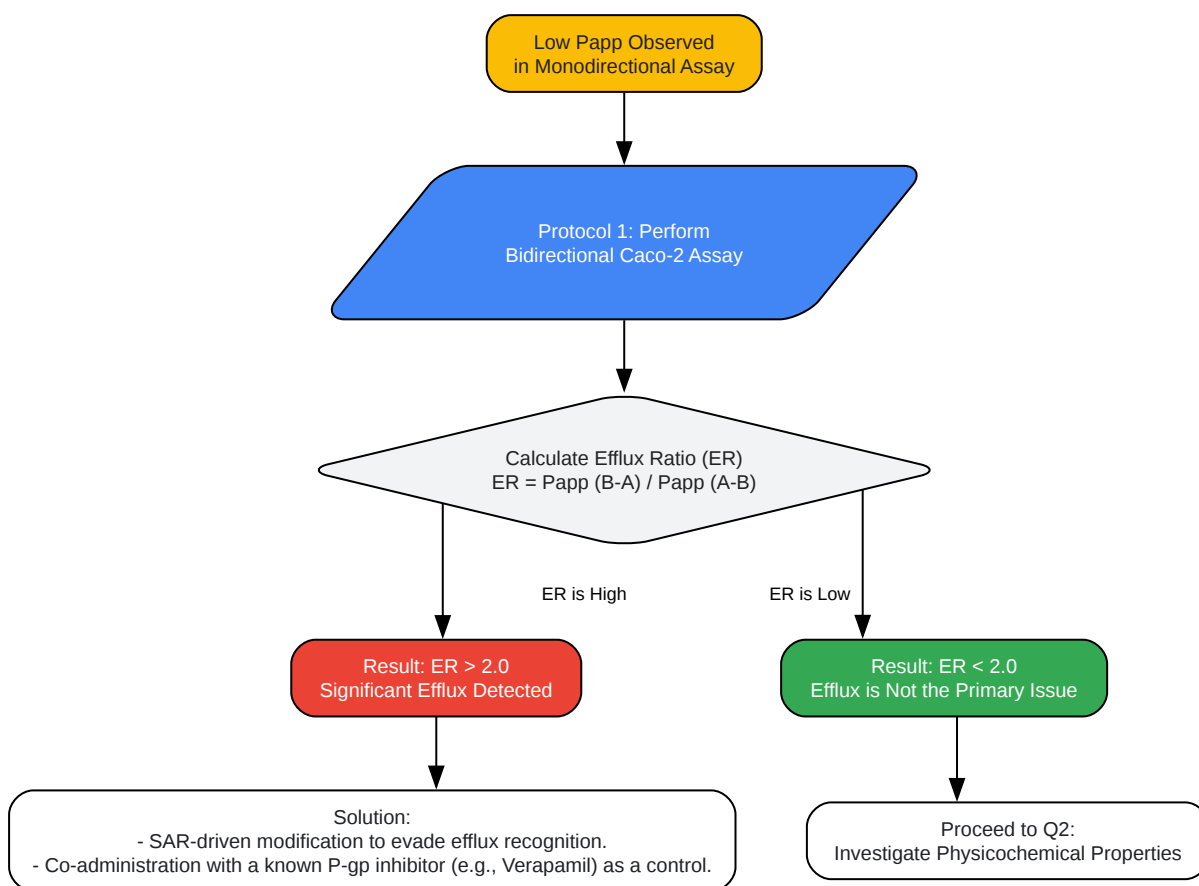 Low Papp Observed
in Monodirectional Assay
Protocol 1: Perform
Bidirectional Caco-2 Assay
Calculate Efflux Ratio (ER)
ER = Papp (B-A) / Papp (A-B)
ER is High
ER is Low
Result: ER > 2.0
Significant Efflux Detected
Result: ER < 2.0
Efflux is Not the Primary Issue
Solution:
- SAR-driven modification to evade efflux recognition.
- Co-administration with a known P-gp inhibitor (e.g., Verapamil) as a control.
Proceed to Q2:
Investigate Physicochemical Properties